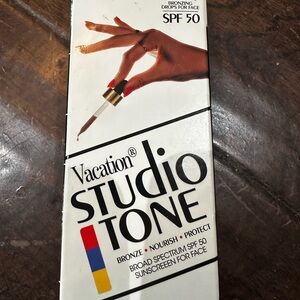 BRONZING
DROPS FOR FACE
SPF 50
Vacation®
STUDIO
TONE
BRONZE • NOURISH • PROTECT
BROAD SPECTRUM SPF 50
SUNSCREEN FOR FACE